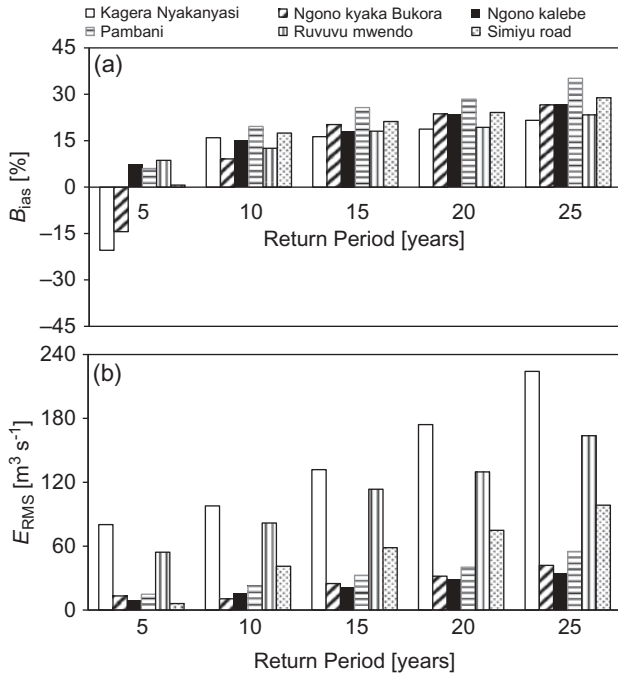 Kagera Nyakanyasi Ngono kyaka Bukora Ngono kalebe
Pambani Ruvuvu mwendo Simiyu road
(a)
45
30
15
0
–15
–30
–45
Bias [%]
5 10 15 20 25
Return Period [years]
(b)
240
180
120
60
0
ERMS [m³ s⁻¹]
5 10 15 20 25
Return Period [years]